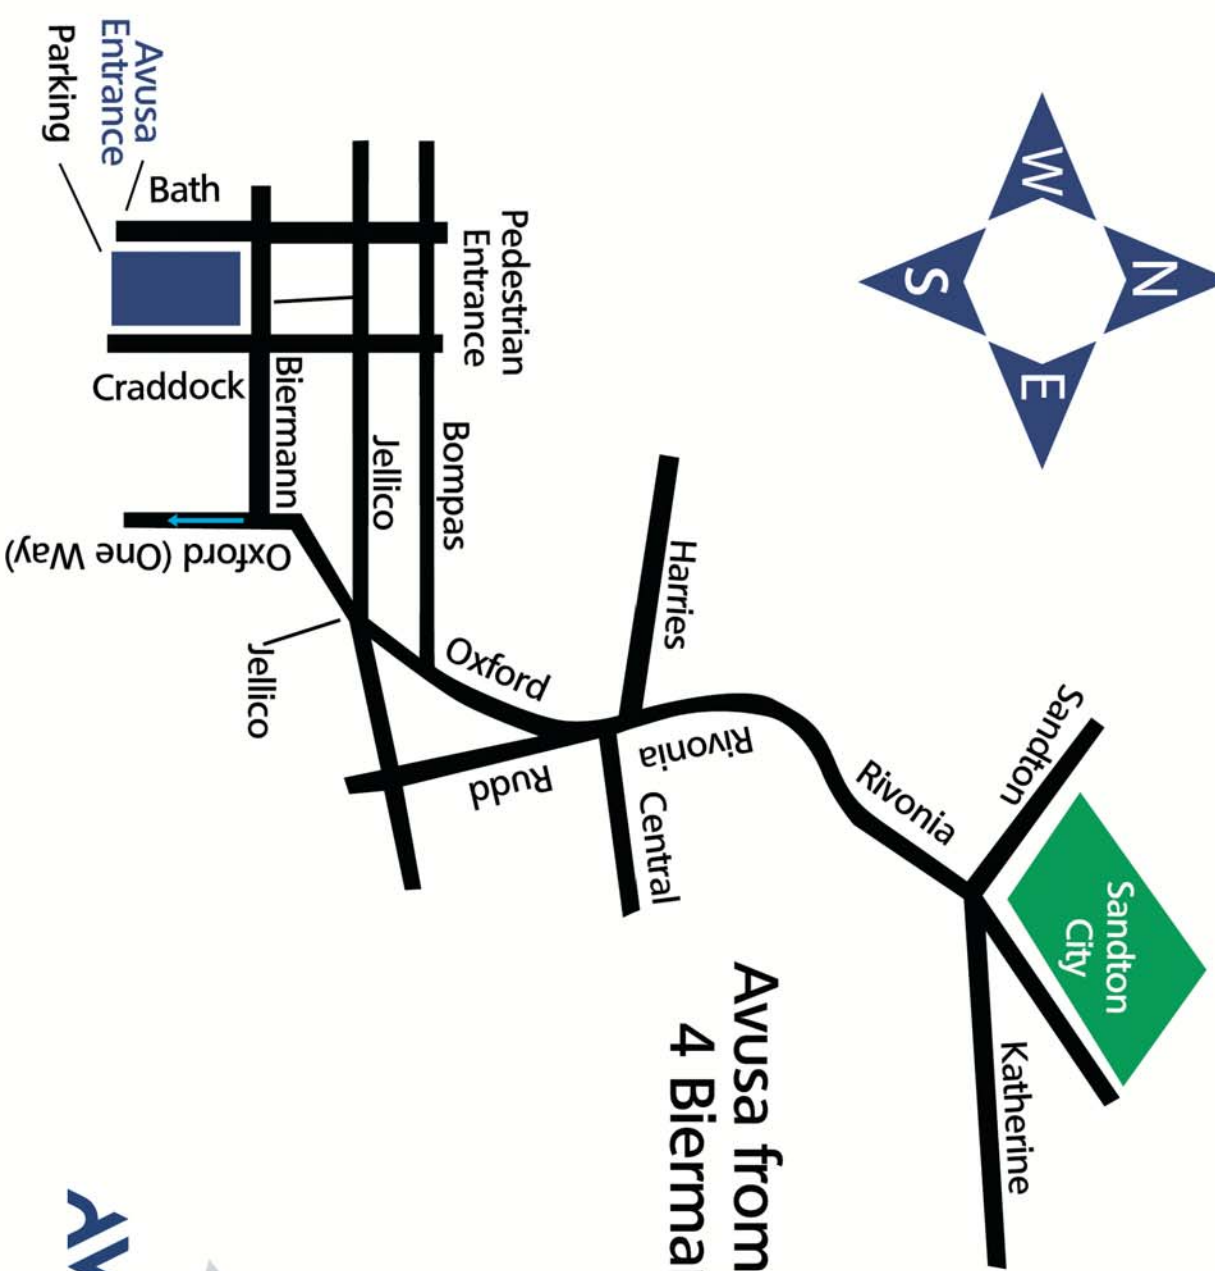 W
N
S
E
Sandton
Sandton
City
Rivonia
Katherine
Harries
Rivonia
Central
Oxford
Rudd
Pedestrian
Entrance
Bompas
Jellico
Jellico
Biermann
Bath
Craddock
Oxford (One Way)
Avusa
Entrance
Parking
Avusa from
4 Bierma
AV